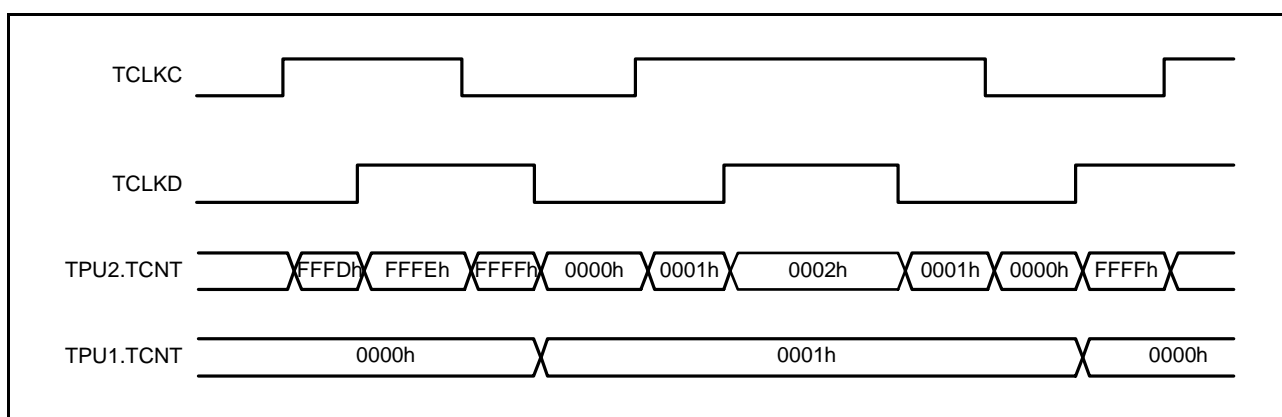 TCLKC
TCLKD
TPU2.TCNT FFFDh FFFEh FFFFh 0000h 0001h 0002h 0001h 0000h FFFFh
TPU1.TCNT 0000h 0001h 0000h